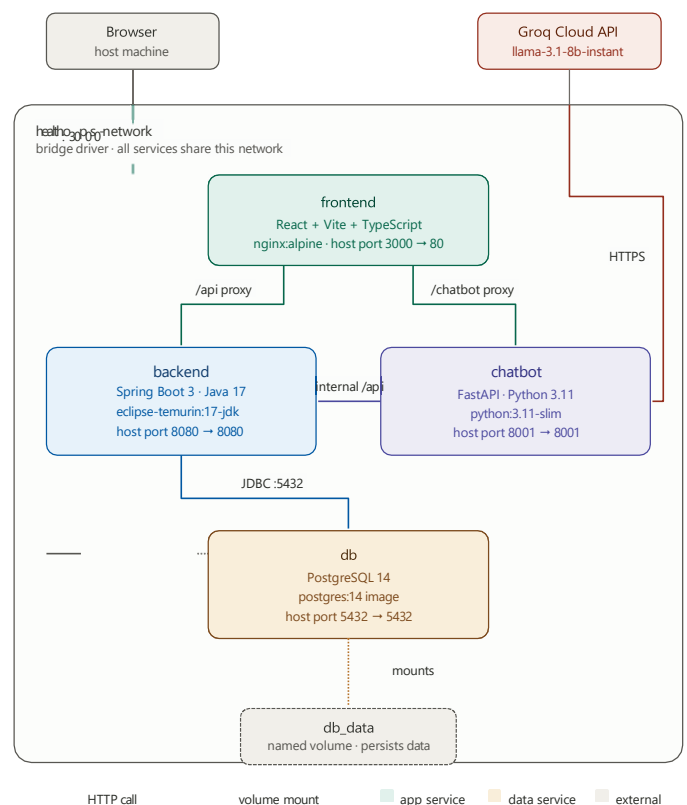 Browser
host machine
Groq Cloud API
llama-3.1-8b-instant
-network
bridge driver · all services share this network
frontend
React + Vite + TypeScript
nginx:alpine · host port 3000 → 80
HTTPS
/api proxy
/chatbot proxy
backend
Spring Boot 3 · Java 17
eclipse-temurin:17-jdk
host port 8080 → 8080
internal /api
chatbot
FastAPI · Python 3.11
python:3.11-slim
host port 8001 → 8001
JDBC :5432
db
PostgreSQL 14
postgres:14 image
host port 5432 → 5432
mounts
db_data
named volume · persists data
HTTP call
volume mount
app service
data service
external